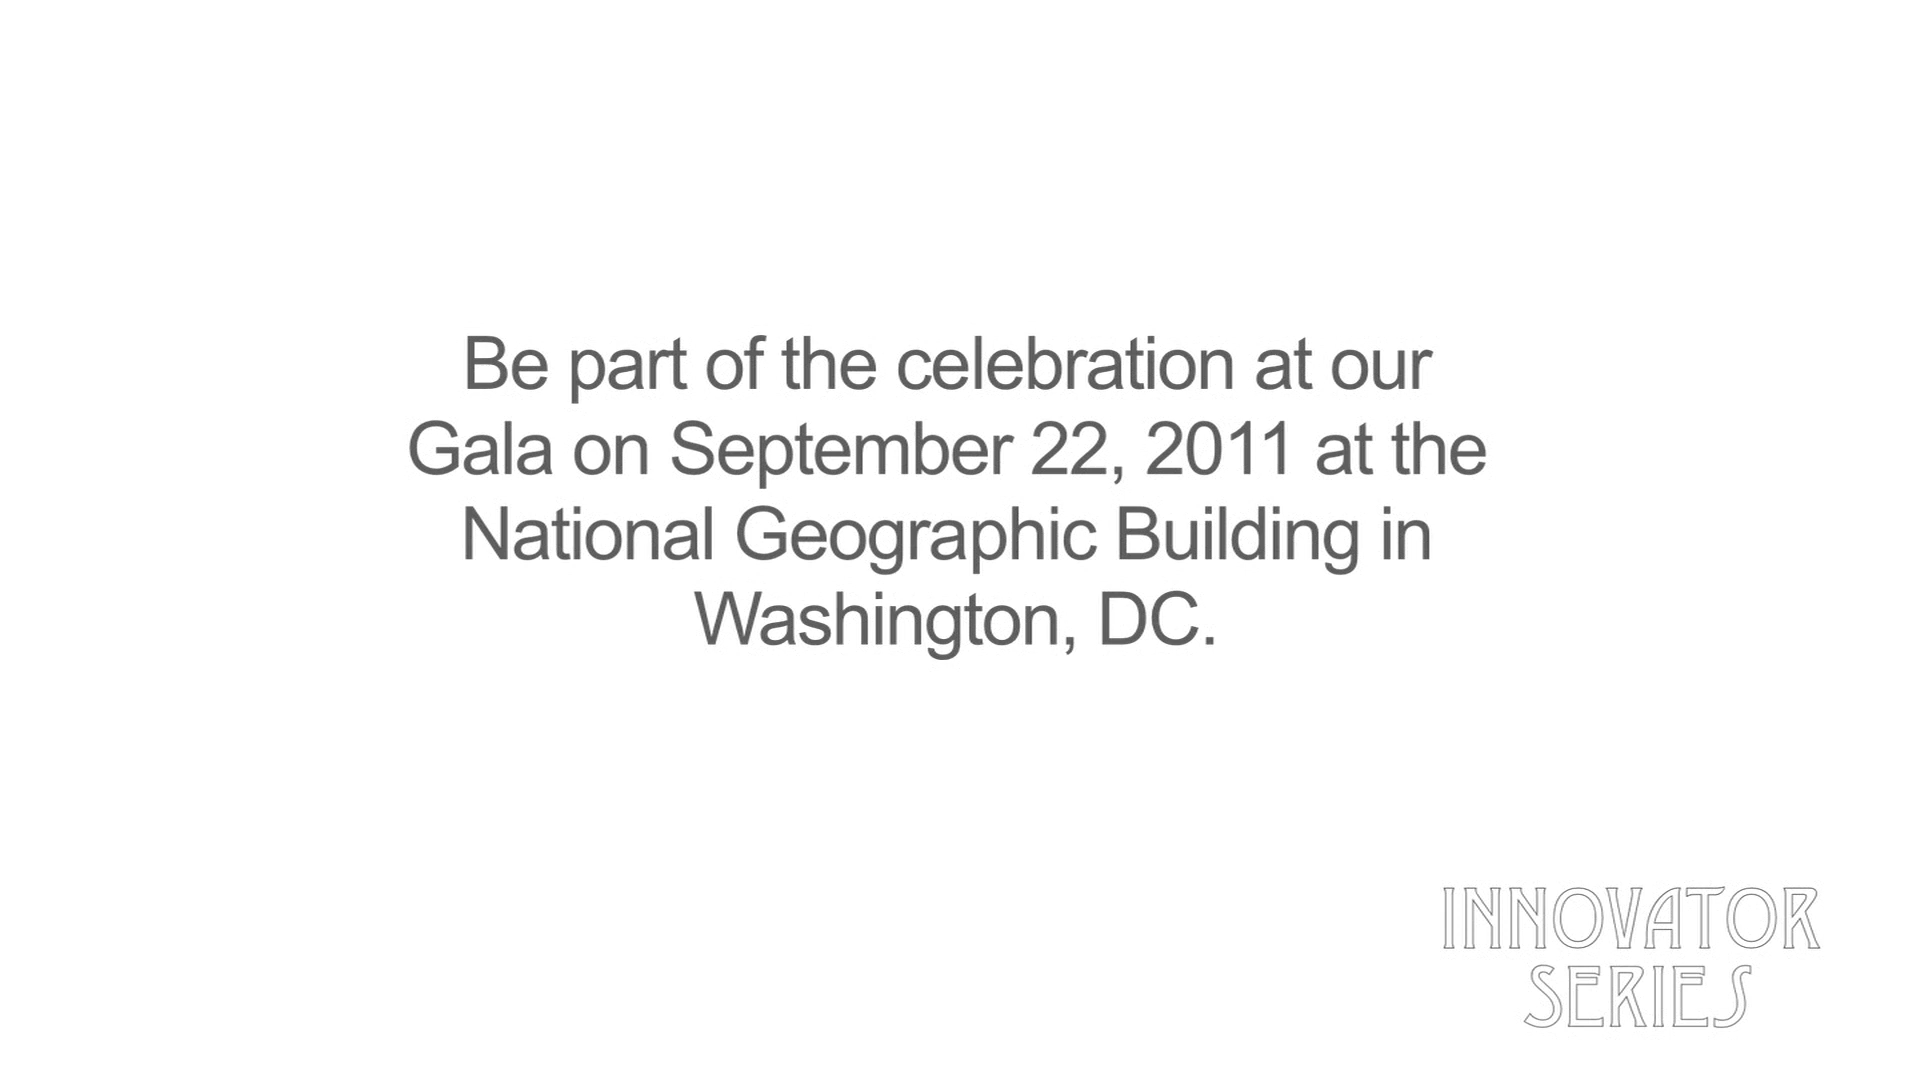 Be part of the celebration at our
Gala on September 22, 2011 at the
National Geographic Building in
Washington, DC.
INNOVATOR
SERIES